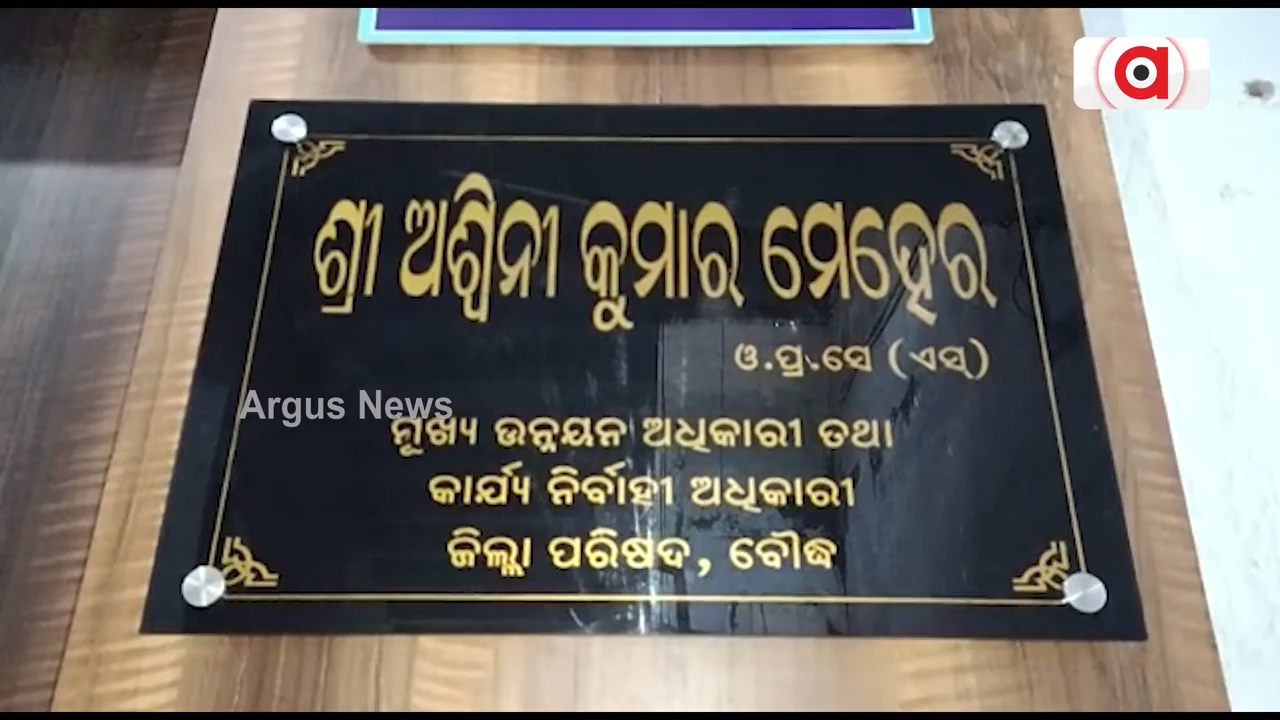 a
ଶ୍ରୀ ଅଶ୍ୱିନୀ କୁମାର ମେହେର
ଓ.ପ୍ର.ସେ (ଏସ୍)
Argus News
ମୂଖ୍ୟ ଉନ୍ନୟନ ଅଧିକାରୀ ତଥା
କାର୍ଯ୍ୟ ନିର୍ବାହୀ ଅଧିକାରୀ
ଜିଲ୍ଲା ପରିଷଦ, ବୌଦ୍ଧ